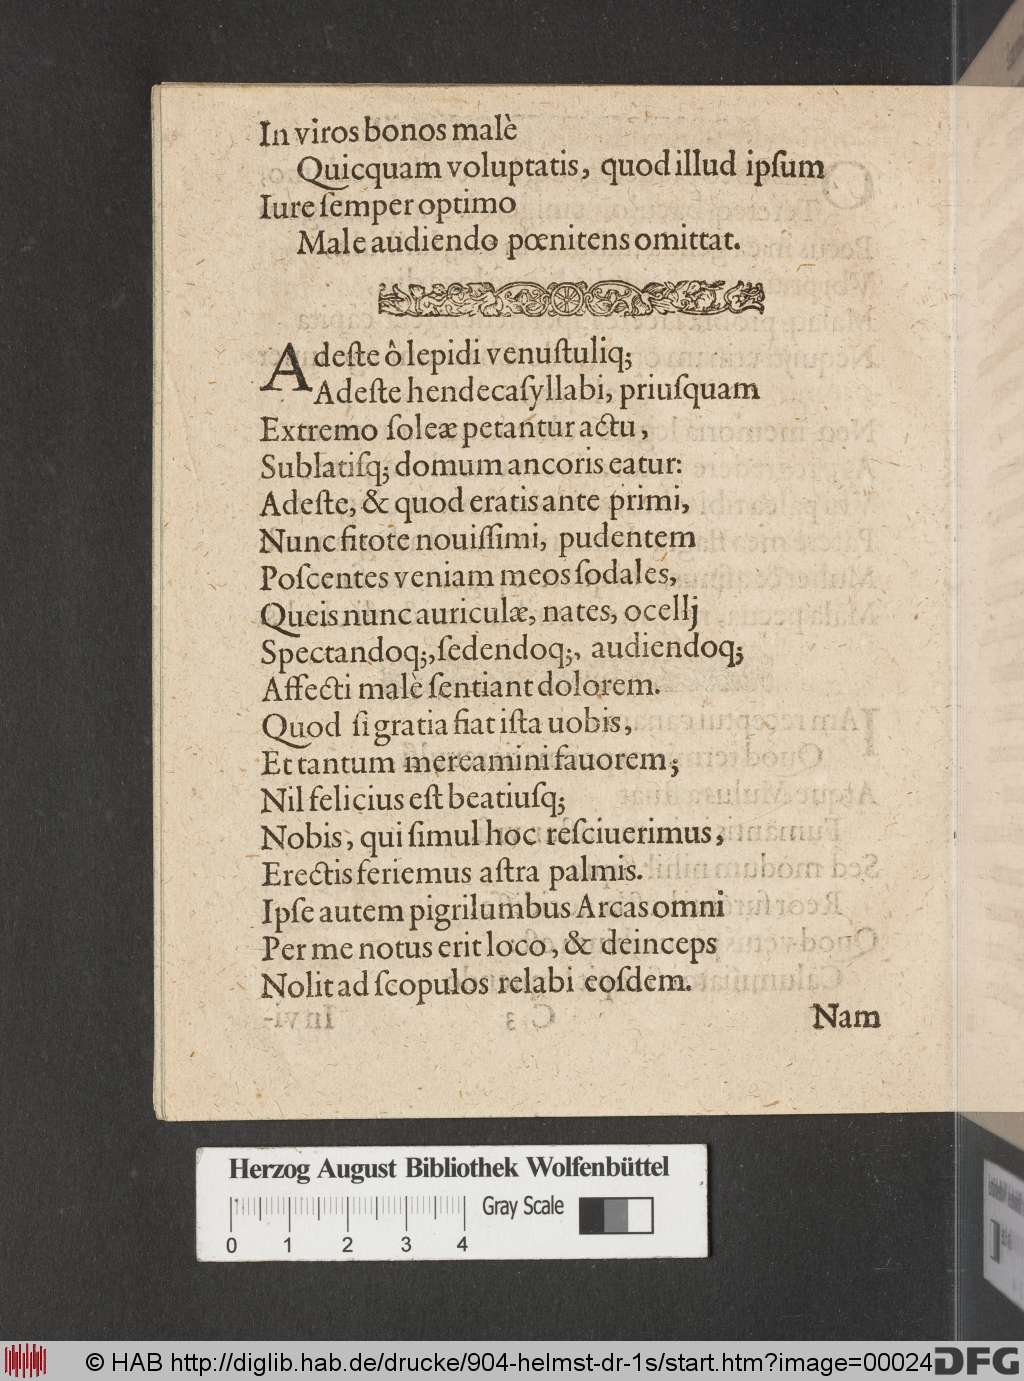 In viros bonos malè
Quicquam voluptatis, quod illud ipſum
Iure ſemper optimo
Male audiendo pœnitens omittat.
Adeſte ô lepidi venuſtuliq;
Adeſte hendecaſyllabi, priuſquam
Extremo ſoleæ petantur actu,
Sublatiſq; domum ancoris eatur:
Adeſte, & quod eratis ante primi,
Nunc ſitote nouiſſimi, pudentem
Poſcentes veniam meos ſodales,
Queis nunc auriculæ, nates, ocellj
Spectandoq;, ſedendoq;, audiendoq;
Affecti malè ſentiant dolorem.
Quod ſi gratia fiat iſta uobis,
Et tantum mereamini fauorem;
Nil felicius eſt beatiuſq;
Nobis, qui ſimul hoc reſciuerimus,
Erectis feriemus aſtra palmis.
Ipſe autem pigrilumbus Arcas omni
Per me notus erit loco, & deinceps
Nolit ad ſcopulos relabi eoſdem.
Nam
Herzog August Bibliothek Wolfenbüttel
Gray Scale
0 1 2 3 4
© HAB http://diglib.hab.de/drucke/904-helmst-dr-1s/start.htm?image=00024
DFG